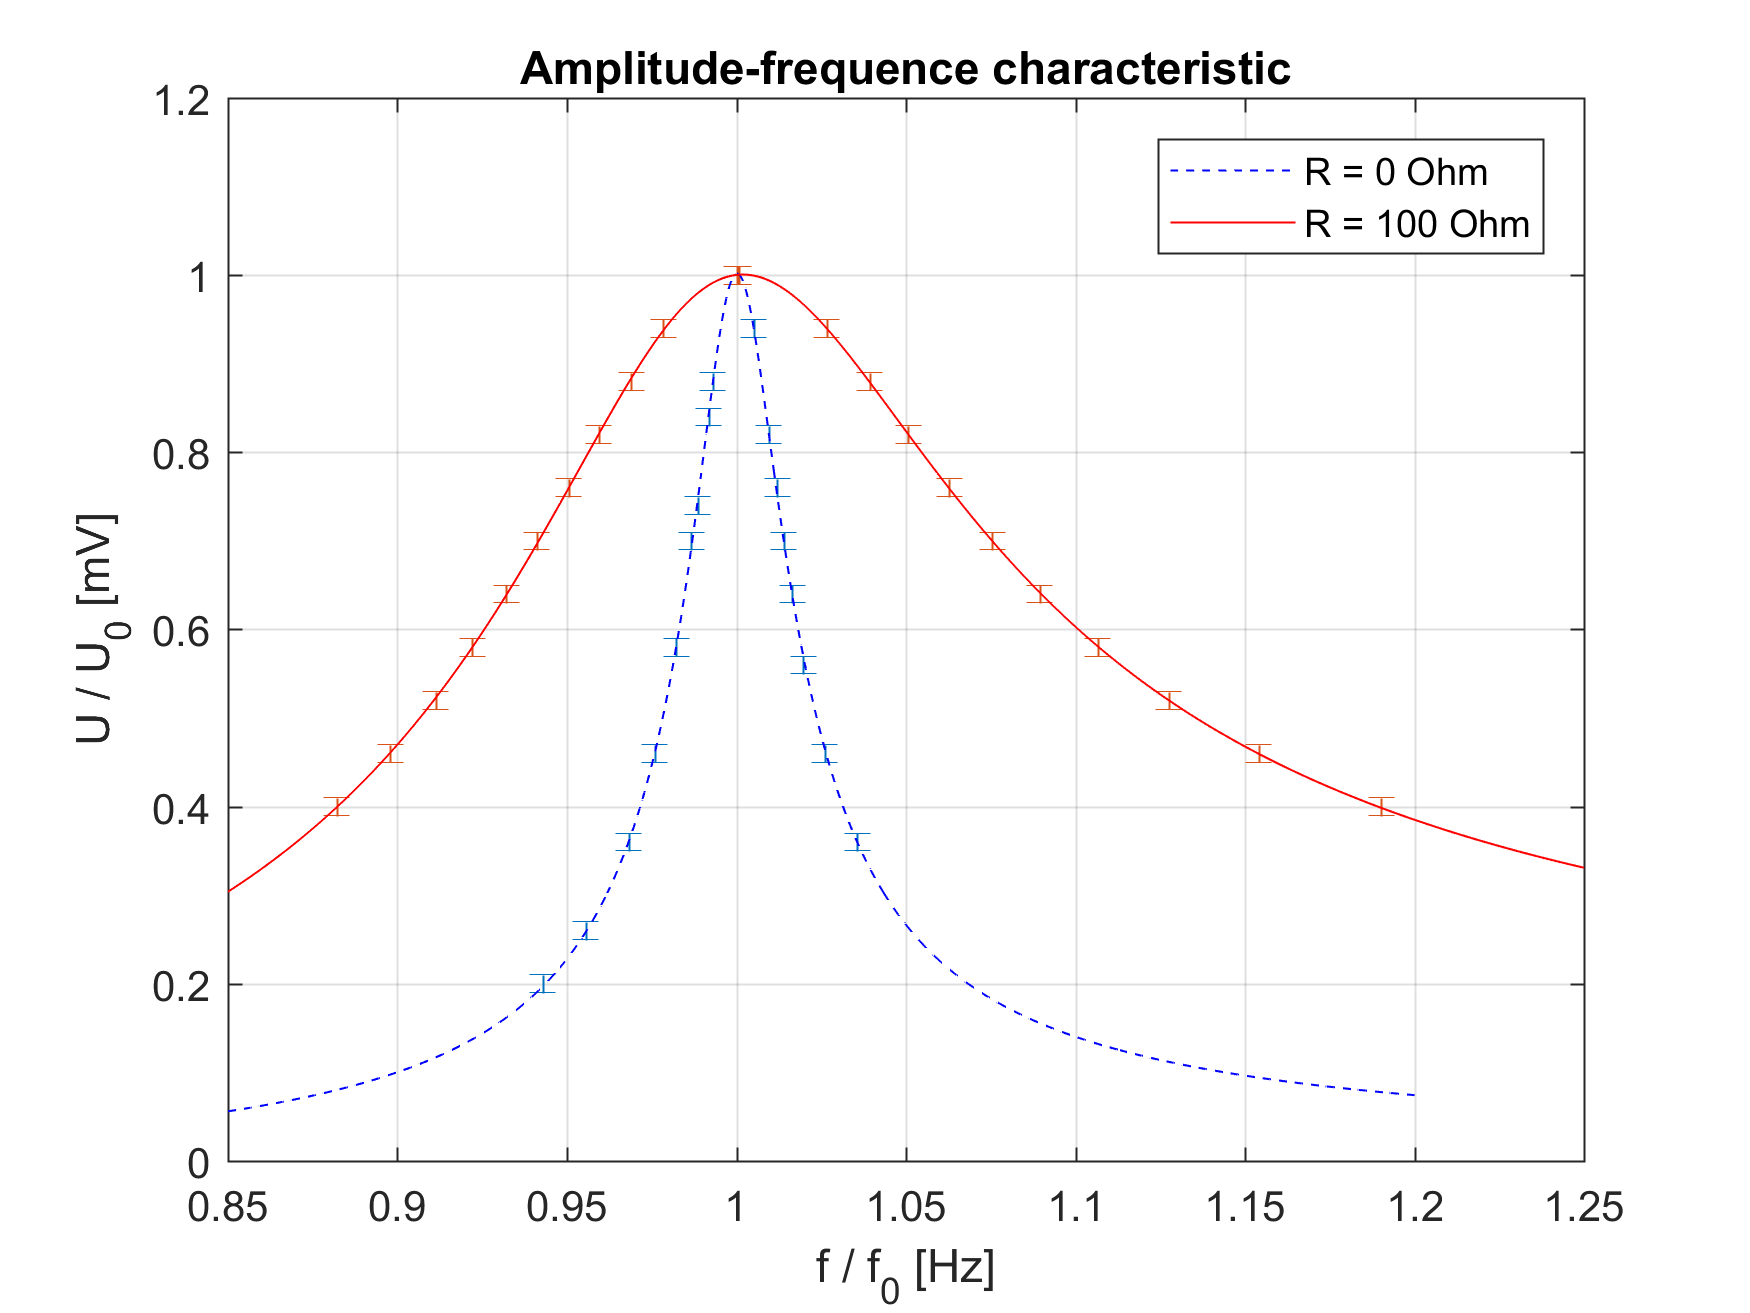 Amplitude-frequence characteristic
1.2
1
0.8
0.6
0.4
0.2
0
U / U0 [mV]
R = 0 Ohm
R = 100 Ohm
0.85 0.9 0.95 1 1.05 1.1 1.15 1.2 1.25
f / f0 [Hz]